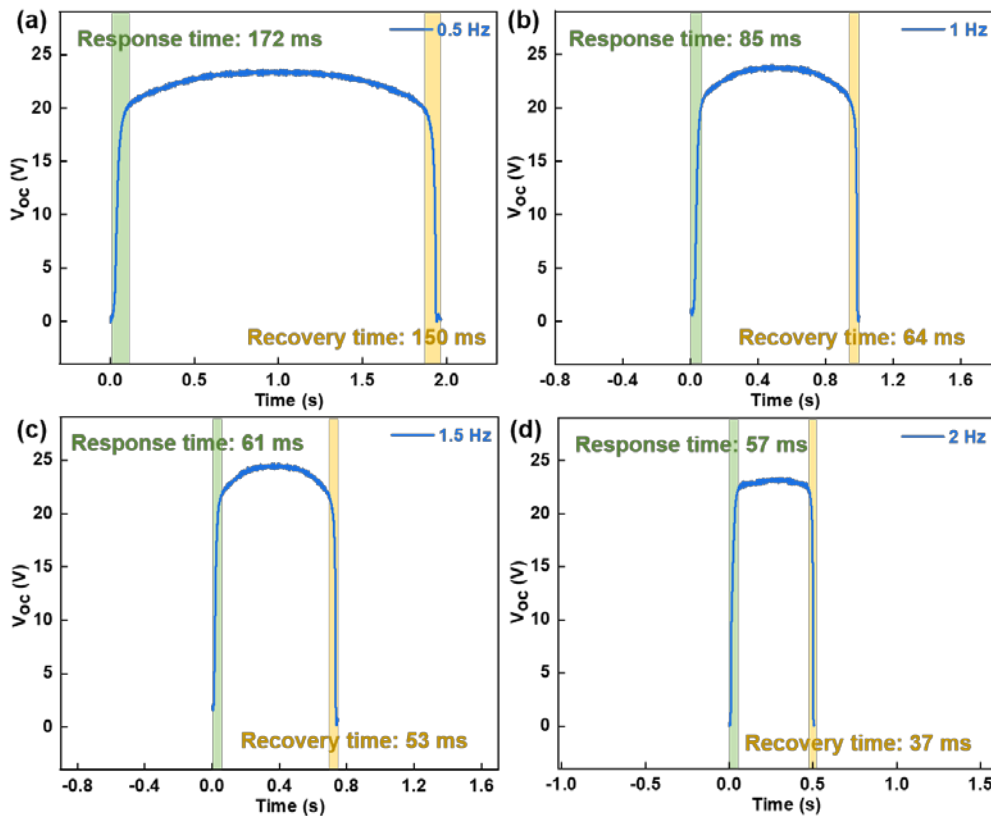 (a)
Response time: 172 ms
0.5 Hz
25
20
15
10
5
0
VOC (V)
Recovery time: 150 ms
0.0 0.5 1.0 1.5 2.0
Time (s)
(b)
Response time: 85 ms
1 Hz
25
20
15
10
5
0
VOC (V)
Recovery time: 64 ms
-0.8 -0.4 0.0 0.4 0.8 1.2 1.6
Time (s)
(c)
Response time: 61 ms
1.5 Hz
25
20
15
10
5
0
VOC (V)
Recovery time: 53 ms
-0.8 -0.4 0.0 0.4 0.8 1.2 1.6
Time (s)
(d)
Response time: 57 ms
2 Hz
25
20
15
10
5
0
VOC (V)
Recovery time: 37 ms
-1.0 -0.5 0.0 0.5 1.0 1.5
Time (s)